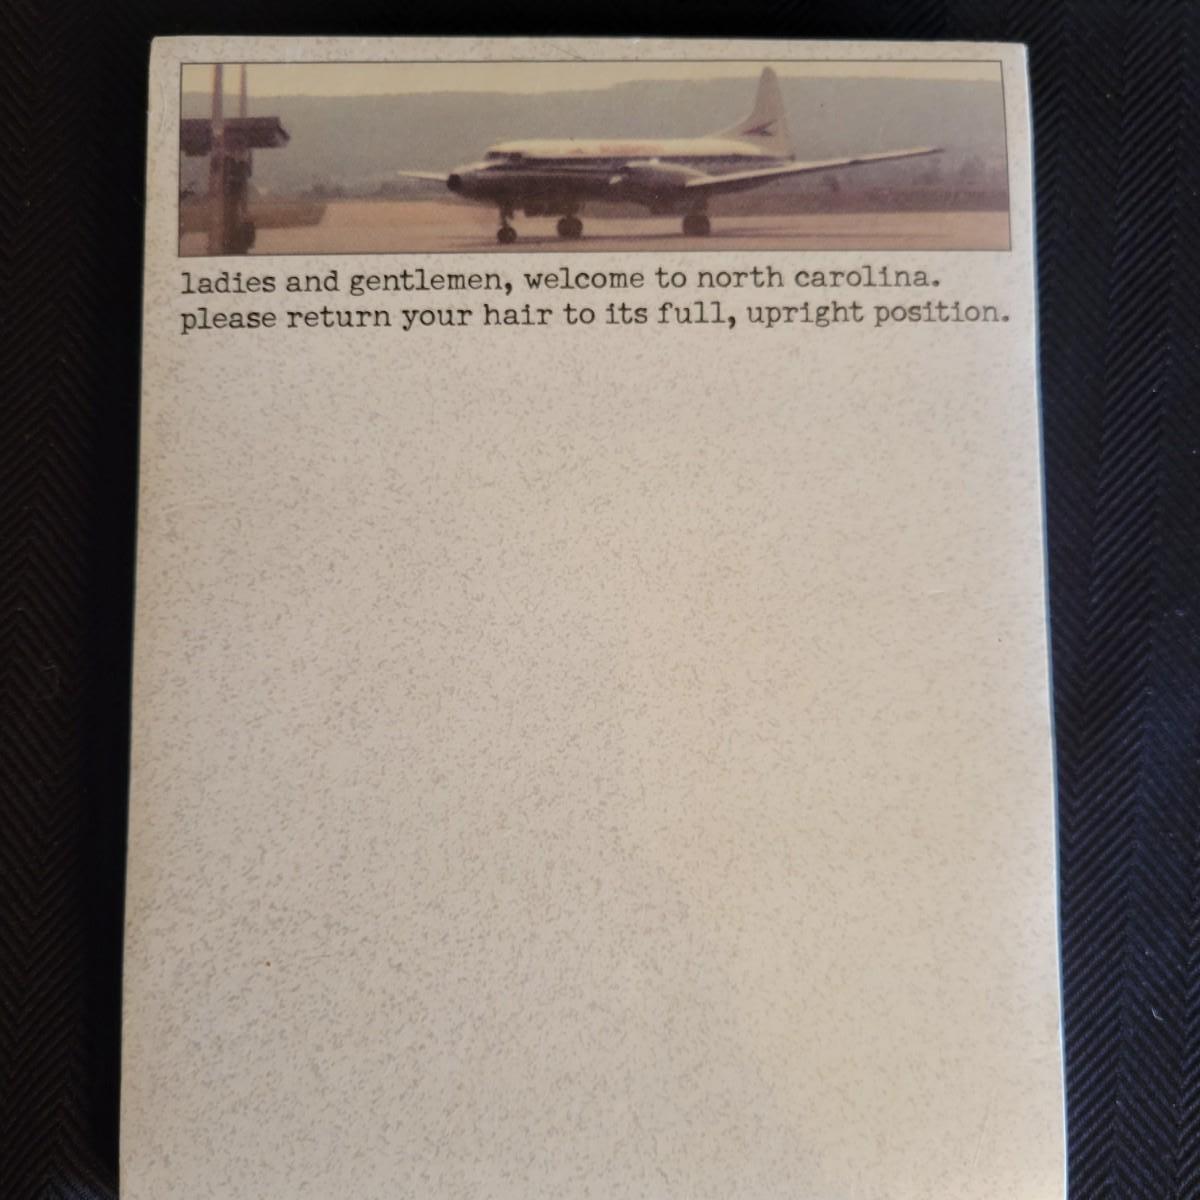 ladies and gentlemen, welcome to north carolina.
please return your hair to its full, upright position.